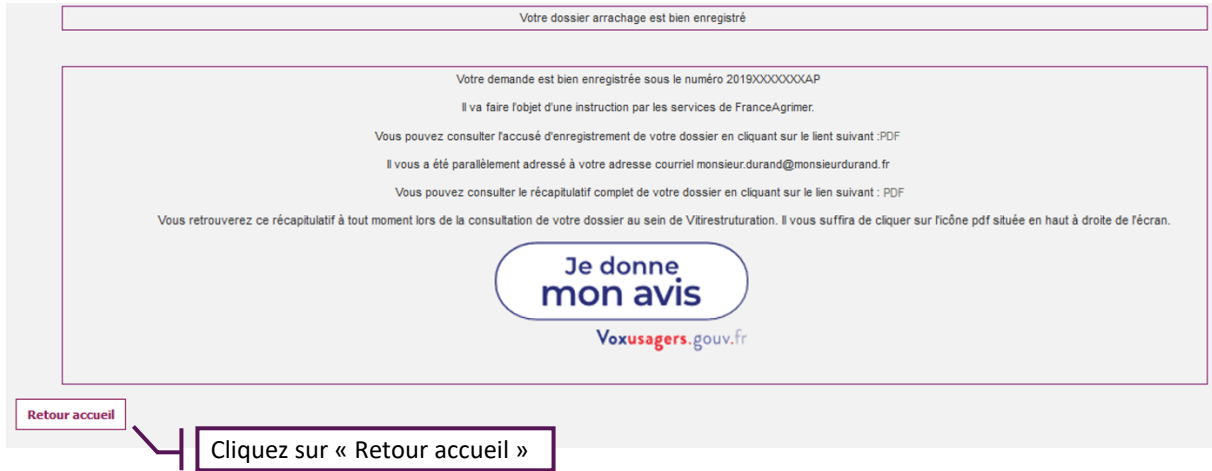 Votre dossier arrachage est bien enregistré
Votre demande est bien enregistrée sous le numéro 2019XXXXXXXAP
Il va faire l'objet d'une instruction par les services de FranceAgrimer.
Vous pouvez consulter l'accusé d'enregistrement de votre dossier en cliquant sur le lient suivant :PDF
Il vous a été parallèlement adressé à votre adresse courriel monsieur.durand@monsieurdurand.fr
Vous pouvez consulter le récapitulatif complet de votre dossier en cliquant sur le lien suivant : PDF
Vous retrouverez ce récapitulatif à tout moment lors de la consultation de votre dossier au sein de Vitirestruturation. Il vous suffira de cliquer sur l'icône pdf située en haut à droite de l'écran.
Je donne
mon avis
Voxusagers.gouv.fr
Retour accueil
Cliquez sur « Retour accueil »